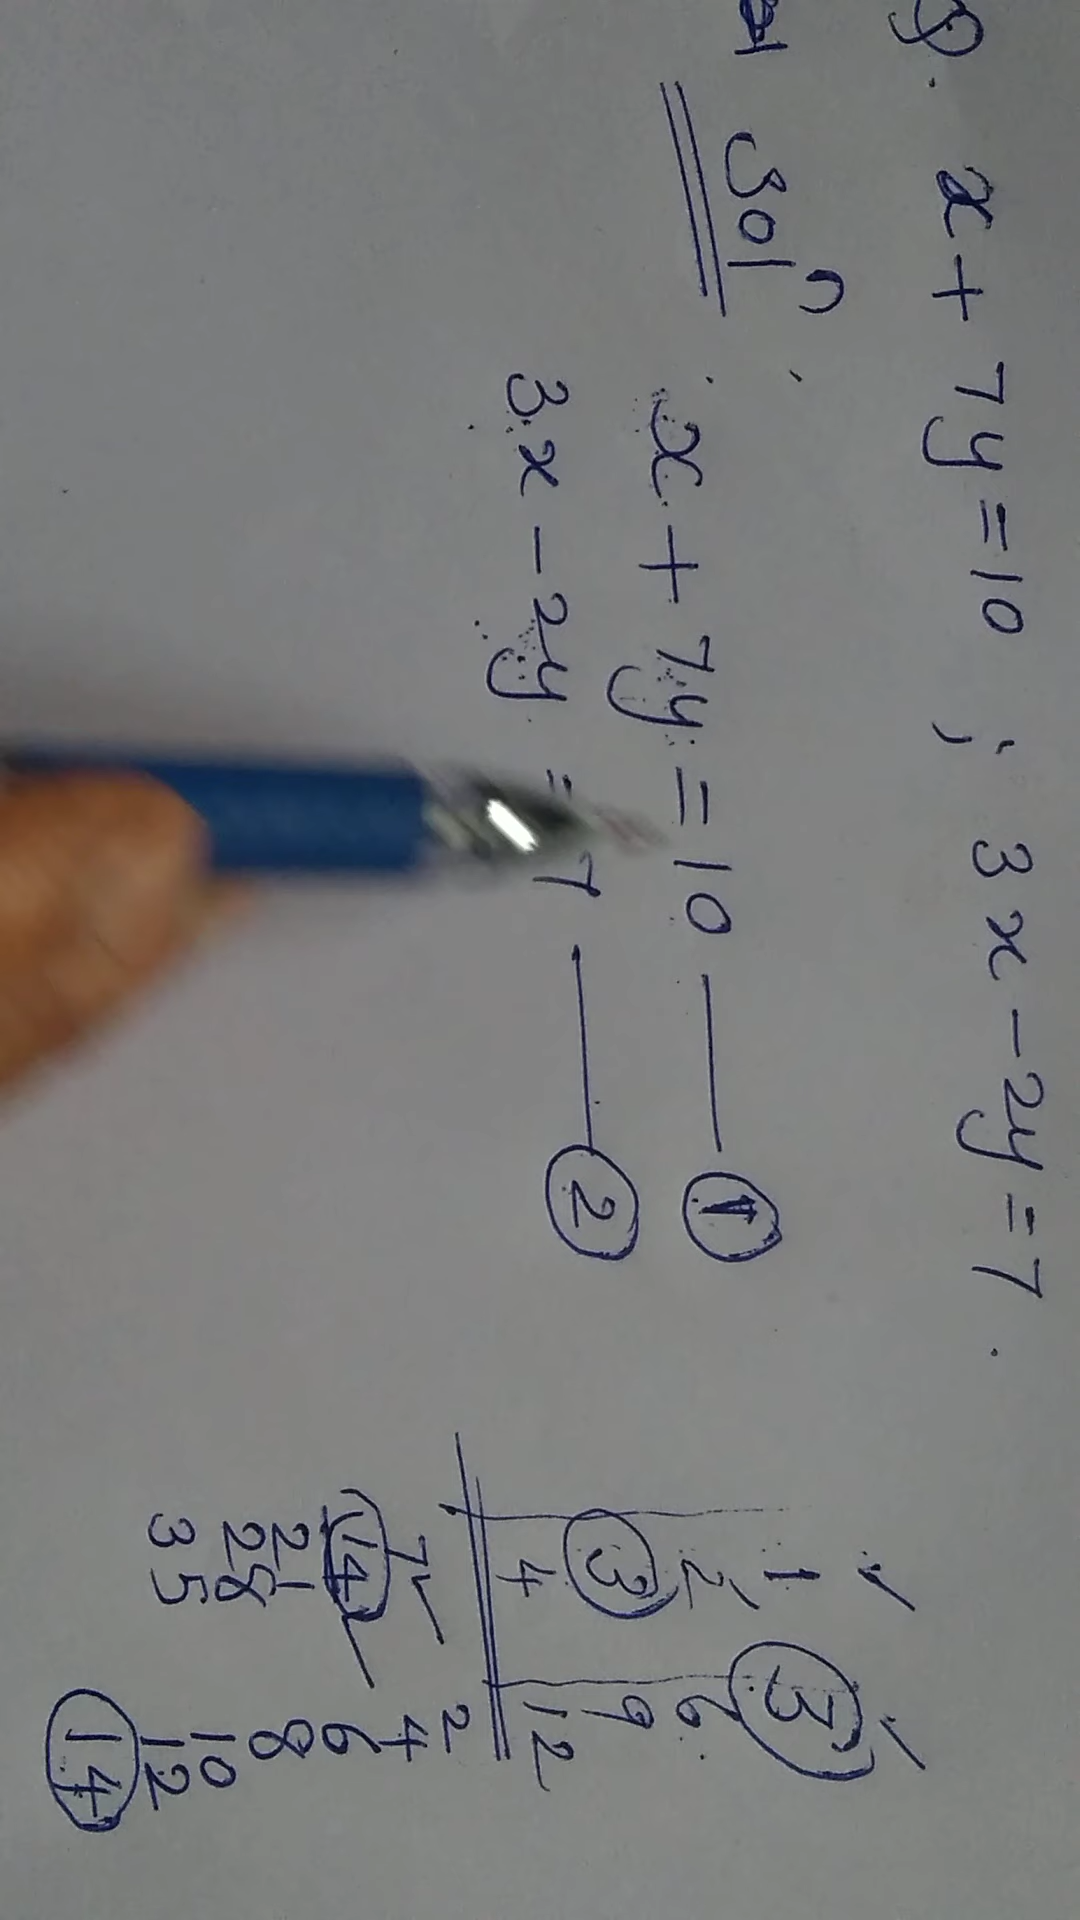 Q. x + 7y = 10 ; 3x - 2y = 7.
Solⁿ
x + 7y = 10 — 1
3x - 2y = 7 — 2
1 3
2 6
3 9
4 12
7 2
14 4
21 6
28 8
35 10
12
14